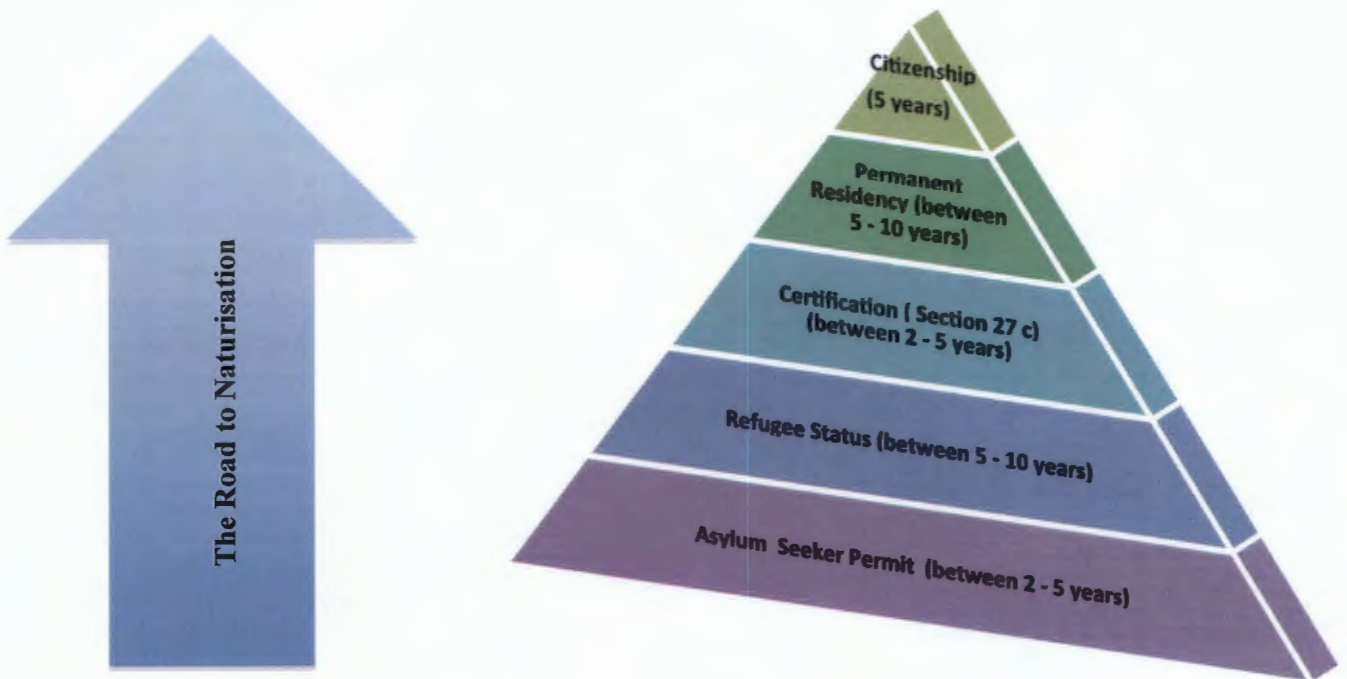 The Road to Naturisation
Citizenship
(5 years)
Permanent
Residency (between
5 - 10 years)
Certification ( Section 27 c)
(between 2 - 5 years)
Refugee Status (between 5 - 10 years)
Asylum Seeker Permit (between 2 - 5 years)